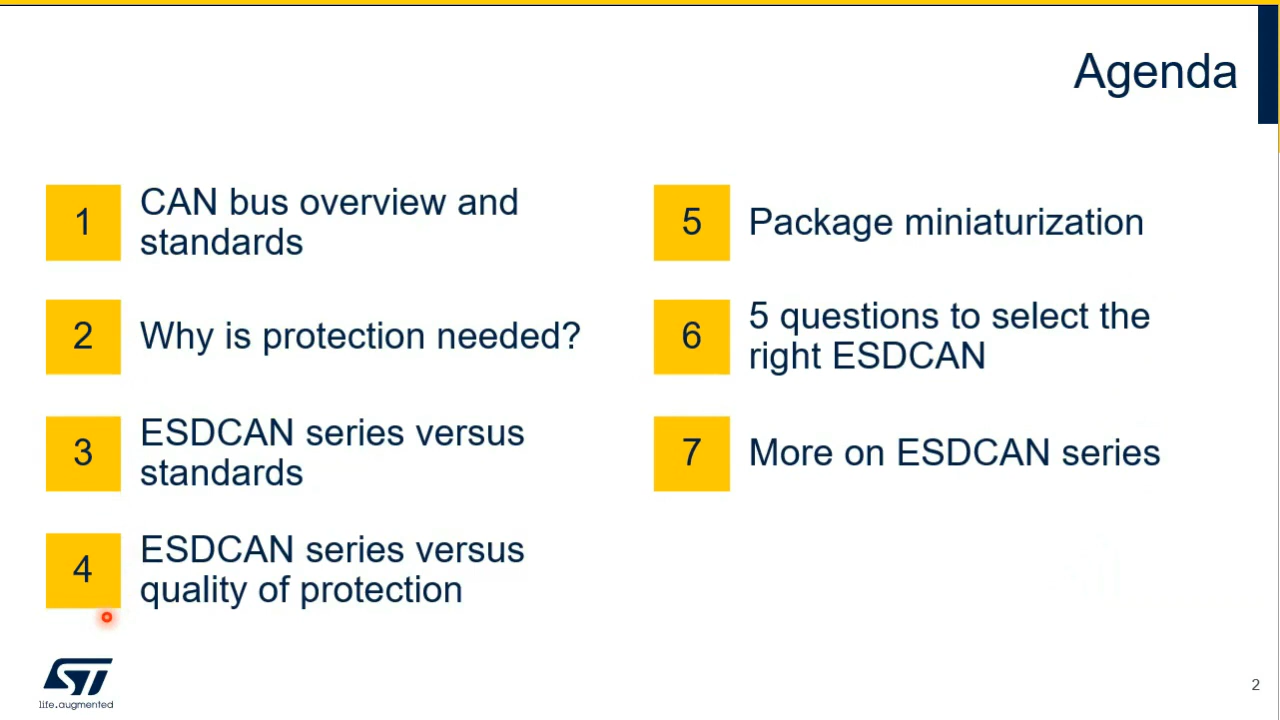 Agenda
1
CAN bus overview and
standards
2
Why is protection needed?
3
ESDCAN series versus
standards
4
ESDCAN series versus
quality of protection
5
Package miniaturization
6
5 questions to select the
right ESDCAN
7
More on ESDCAN series
ST
life.augmented
2